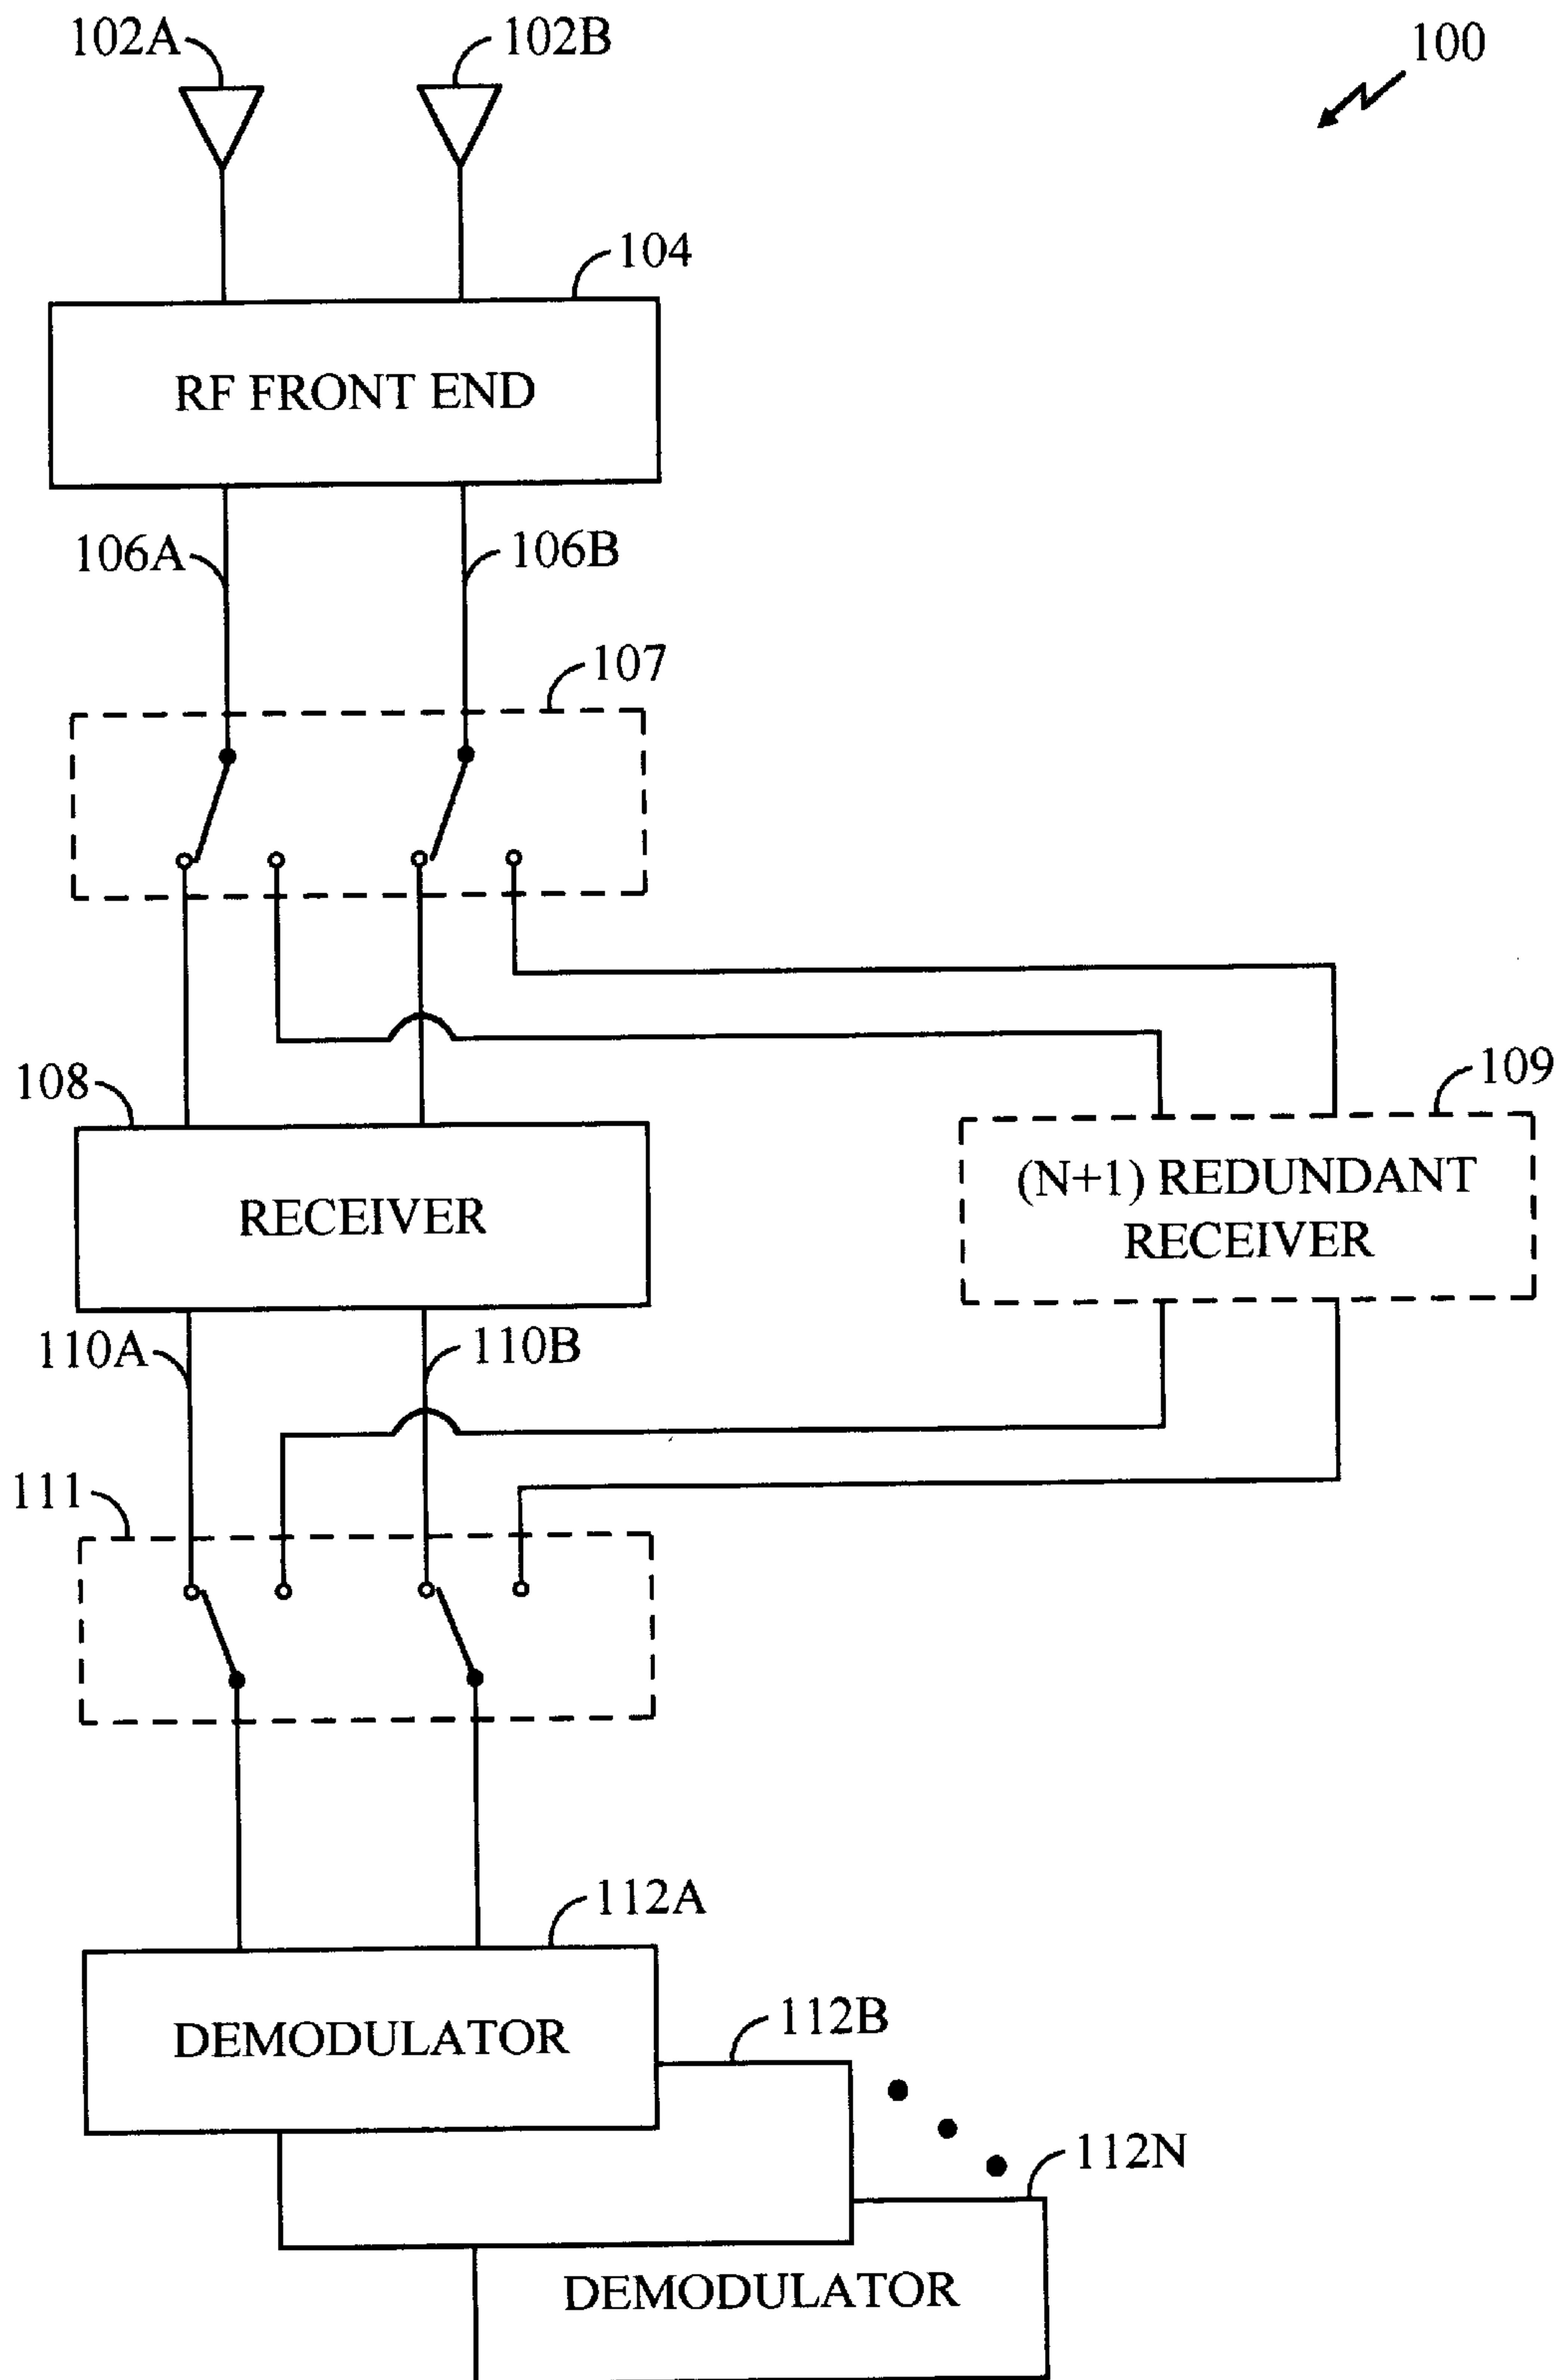 102A
102B
100
104
RF FRONT END
106A
106B
107
108
109
RECEIVER
(N+1) REDUNDANT
RECEIVER
110A
110B
111
112A
DEMODULATOR
112B
112N
DEMODULATOR